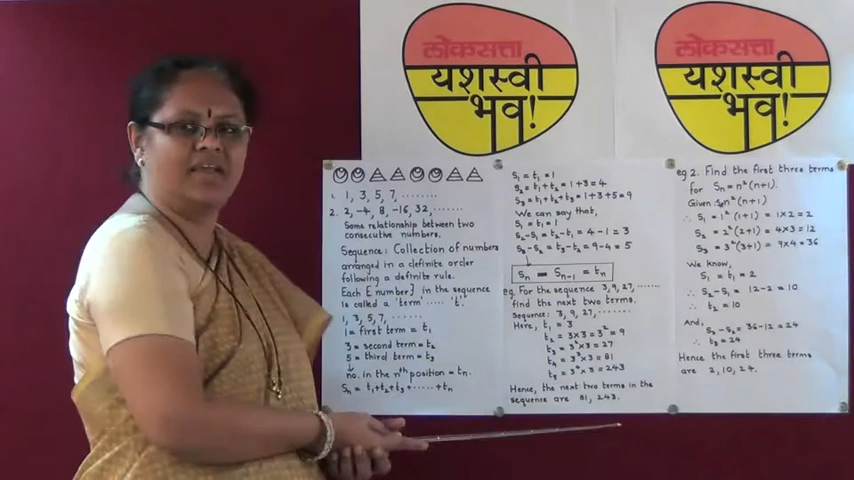 लोकसत्ता
यशस्वी
भव!
लोकसत्ता
यशस्वी
भव!
1. 1, 3, 5, 7, ........
2. 2, -4, 8, -16, 32, .......
Same relationship between two
consecutive numbers.
Sequence: Collection of numbers
arranged in a definite order
following a definite rule.
Each [number] in the sequence
is called a 'term' ...... 't'.
1, 3, 5, 7, ........
1 = first term = t₁
3 = second term = t₂
5 = third term = t₃
↓
no. in the nᵗʰ position = tₙ.
Sₙ = t₁+t₂+t₃+......+tₙ
S₁ = t₁ = 1
S₂ = t₁+t₂ = 1+3 = 4
S₃ = t₁+t₂+t₃ = 1+3+5 = 9
We can say that,
S₁ = t₁ = 1
S₂-S₁ = t₂ = 4-1 = 3
S₃-S₂ = t₃ = 9-4 = 5
Sₙ - Sₙ₋₁ = tₙ
eg. For the sequence 3, 9, 27, ......
find the next two terms.
Sequence: 3, 9, 27, ......
Here, t₁ = 3
t₂ = 3×3 = 3² = 9
t₃ = 3²×3 = 27
t₄ = 3³×3 = 81
t₅ = 3⁴×3 = 243
Hence, the next two terms in the
sequence are 81, 243.
eg 2. Find the first three terms
for Sₙ = n²(n+1).
Given: Sₙ = n²(n+1)
∴ S₁ = 1²(1+1) = 1×2 = 2
S₂ = 2²(2+1) = 4×3 = 12
S₃ = 3²(3+1) = 9×4 = 36
We know,
S₁ = t₁ = 2
∴ S₂-S₁ = 12-2 = 10
∴ t₂ = 10
And,
S₃-S₂ = 36-12 = 24
∴ t₃ = 24
Hence the first three terms
are 2, 10, 24.